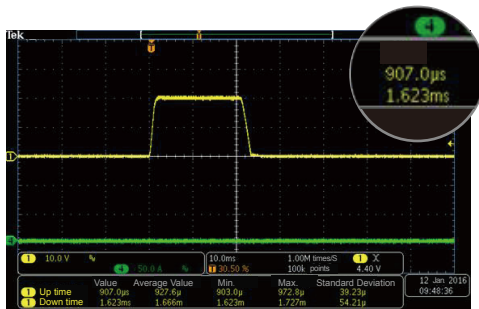 Tek
4
907.0µs
1.623ms
1 10.0 V
4 50.0 A
10.0ms 1.00M times/S 1
T 30.50 % 100k points 4.40 V
Value Average Value Min. Max. Standard Deviation
1 Up time 907.0µ 927.6µ 903.0µ 972.8µ 39.23µ
1 Down time 1.623m 1.666m 1.623m 1.727m 54.21µ
12 Jan 2016
09:48:36